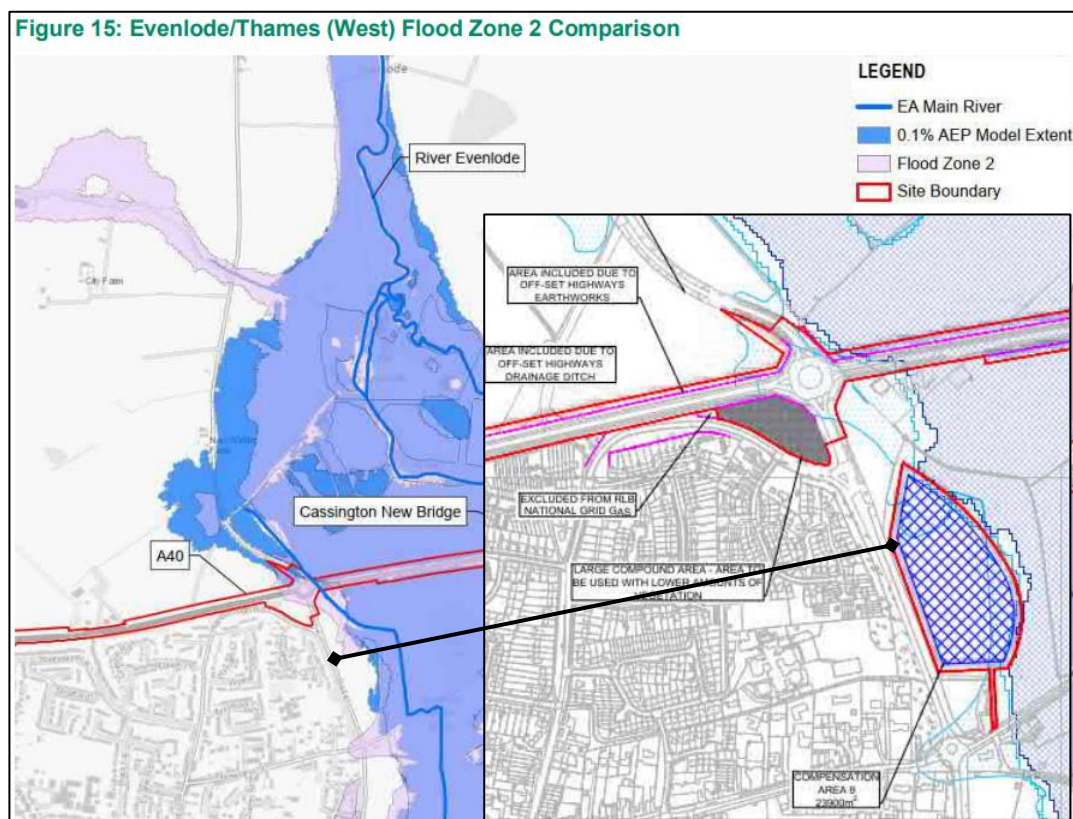 Figure 15: Evenlode/Thames (West) Flood Zone 2 Comparison
LEGEND
EA Main River
0.1% AEP Model Extent
Flood Zone 2
Site Boundary
River Evenlode
City Farm
Cassington New Bridge
A40
AREA INCLUDED DUE TO
OFF-SET HIGHWAYS
EARTHWORKS
AREA INCLUDED DUE TO
OFF-SET HIGHWAYS
DRAINAGE DITCH
EXCLUDED FROM RLB
NATIONAL GRID GAS
LARGE COMPOUND AREA - AREA TO
BE USED WITH LOWER AMOUNTS OF
VEGETATION
COMPENSATION
AREA 9
23900m²